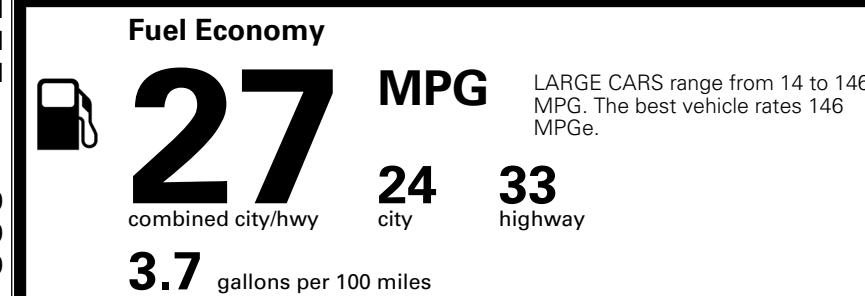 Fuel Economy
27 MPG
LARGE CARS range from 14 to 146
MPG. The best vehicle rates 146
MPGe.
24 33
combined city/hwy city highway
3.7 gallons per 100 miles